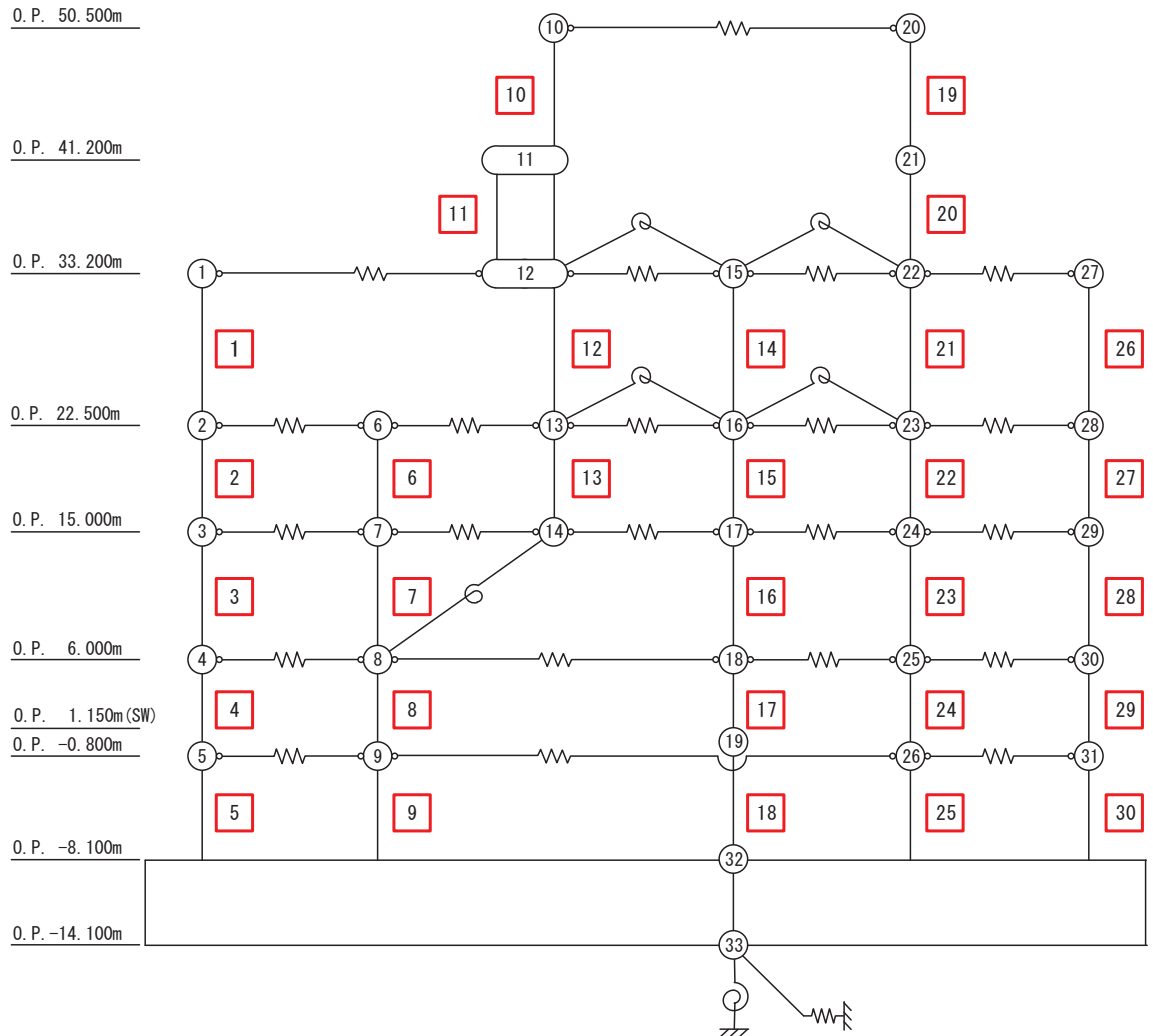 O.P. 50.500m
10 20
10 19
O.P. 41.200m
11 21
11 20
O.P. 33.200m
1 12 15 22 27
1 12 14 21 26
O.P. 22.500m
2 6 13 16 23 28
2 6 13 15 22 27
O.P. 15.000m
3 7 14 17 24 29
3 7 16 23 28
O.P. 6.000m
4 8 18 25 30
4 8 17 24 29
O.P. 1.150m(SW)
19
O.P. -0.800m
5 9 26 31
5 9 18 25 30
O.P. -8.100m
32
O.P.-14.100m
33